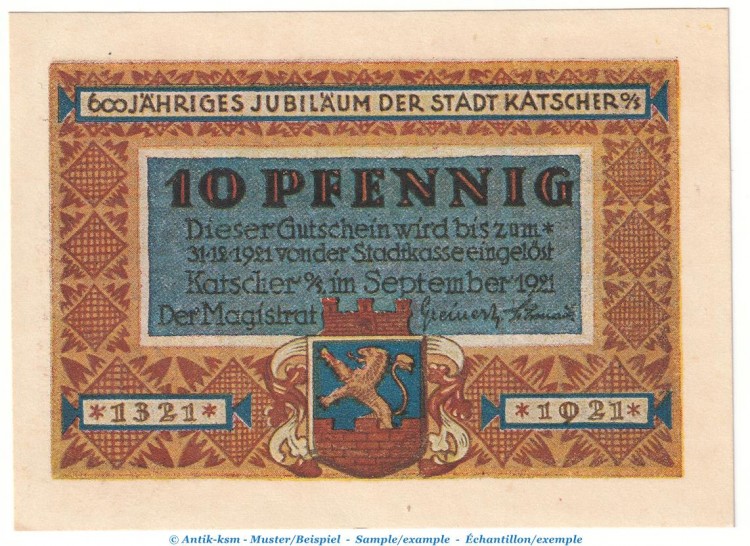 600 JÄHRIGES JUBILÄUM DER STADT KATSCHER O/S
10 PFENNIG
Dieser Gutschein wird bis zum *
31·12·1921 von der Stadtkasse eingelöst
Katscher O/S im September 1921
Der Magistrat Greinert
*1321* *1921*
© Antik-ksm - Muster/Beispiel - Sample/example - Échantillon/exemple